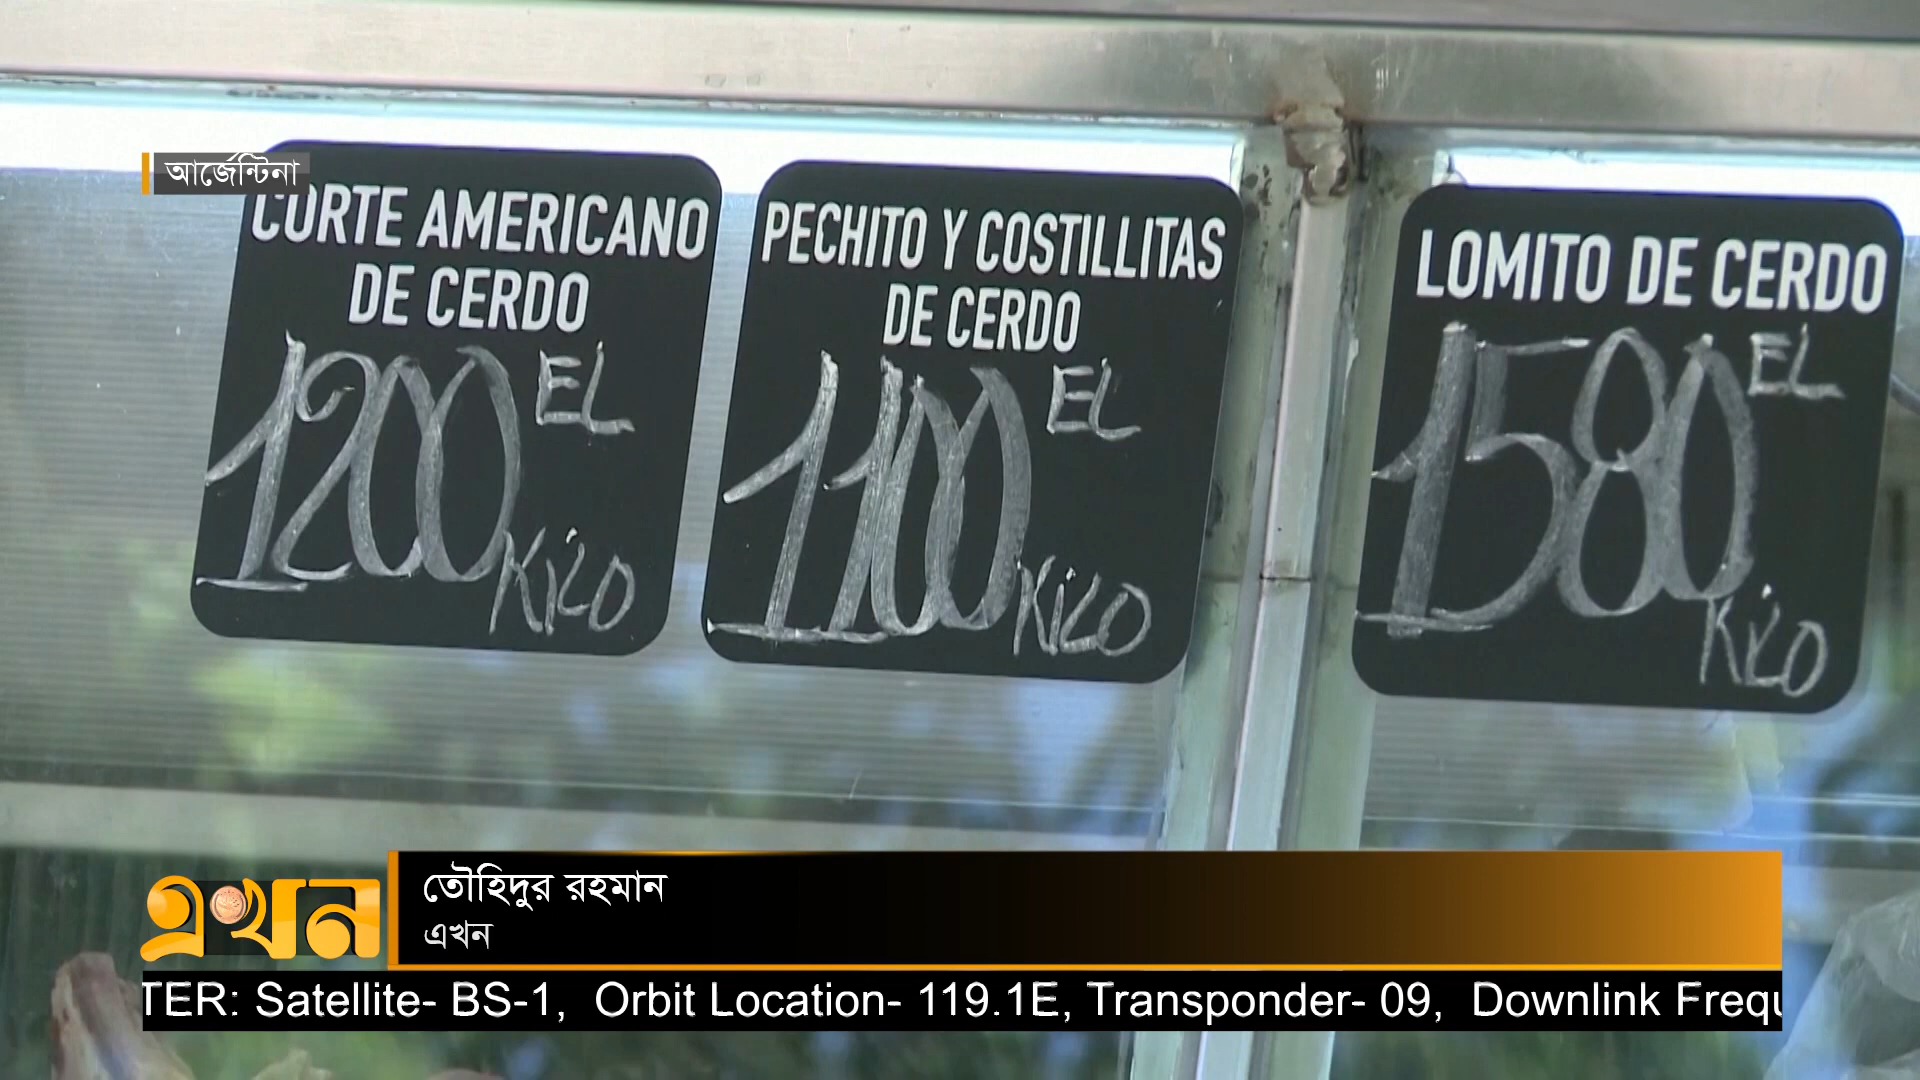 আর্জেন্টিনা
CORTE AMERICANO
DE CERDO
1200 EL
KILO
PECHITO Y COSTILLITAS
DE CERDO
1100 EL
KILO
LOMITO DE CERDO
1580 EL
KILO
এখন
তৌহিদুর রহমান
এখন
TER: Satellite- BS-1, Orbit Location- 119.1E, Transponder- 09, Downlink Frequ